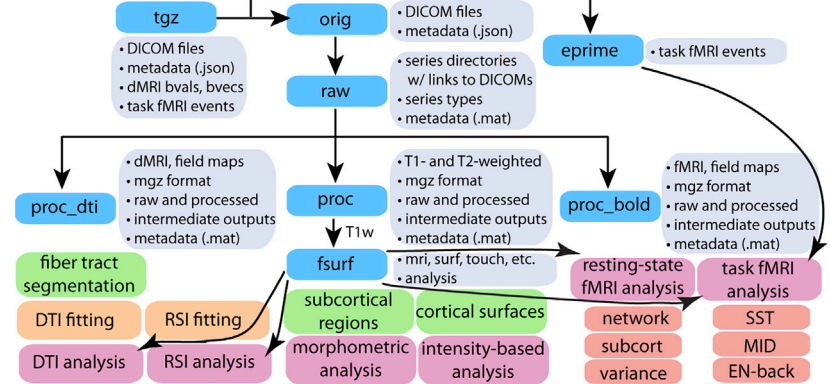 tgz
• DICOM files
• metadata (.json)
• dMRI bvals, bvecs
• task fMRI events
orig
• DICOM files
• metadata (.json)
eprime
• task fMRI events
raw
• series directories
w/ links to DICOMs
• series types
• metadata (.mat)
proc_dti
• dMRI, field maps
• mgz format
• raw and processed
• intermediate outputs
• metadata (.mat)
proc
• T1- and T2-weighted
• mgz format
• raw and processed
• intermediate outputs
• metadata (.mat)
proc_bold
• fMRI, field maps
• mgz format
• raw and processed
• intermediate outputs
• metadata (.mat)
T1w
fsurf
• mri, surf, touch, etc.
• analysis
fiber tract
segmentation
DTI fitting
RSI fitting
DTI analysis
RSI analysis
subcortical
regions
cortical surfaces
morphometric
analysis
intensity-based
analysis
resting-state
fMRI analysis
task fMRI
analysis
network
subcort
variance
SST
MID
EN-back